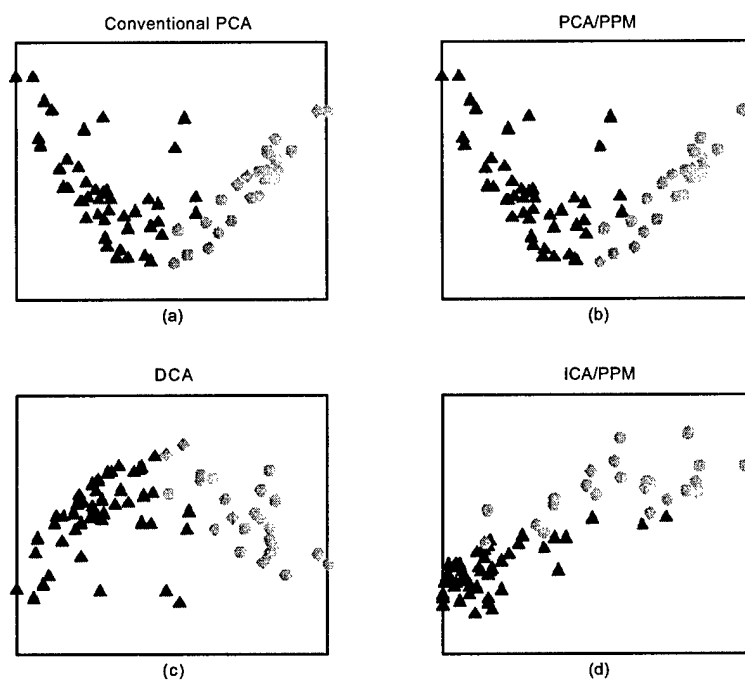 Conventional PCA
PCA/PPM
(a)
(b)
DCA
ICA/PPM
(c)
(d)